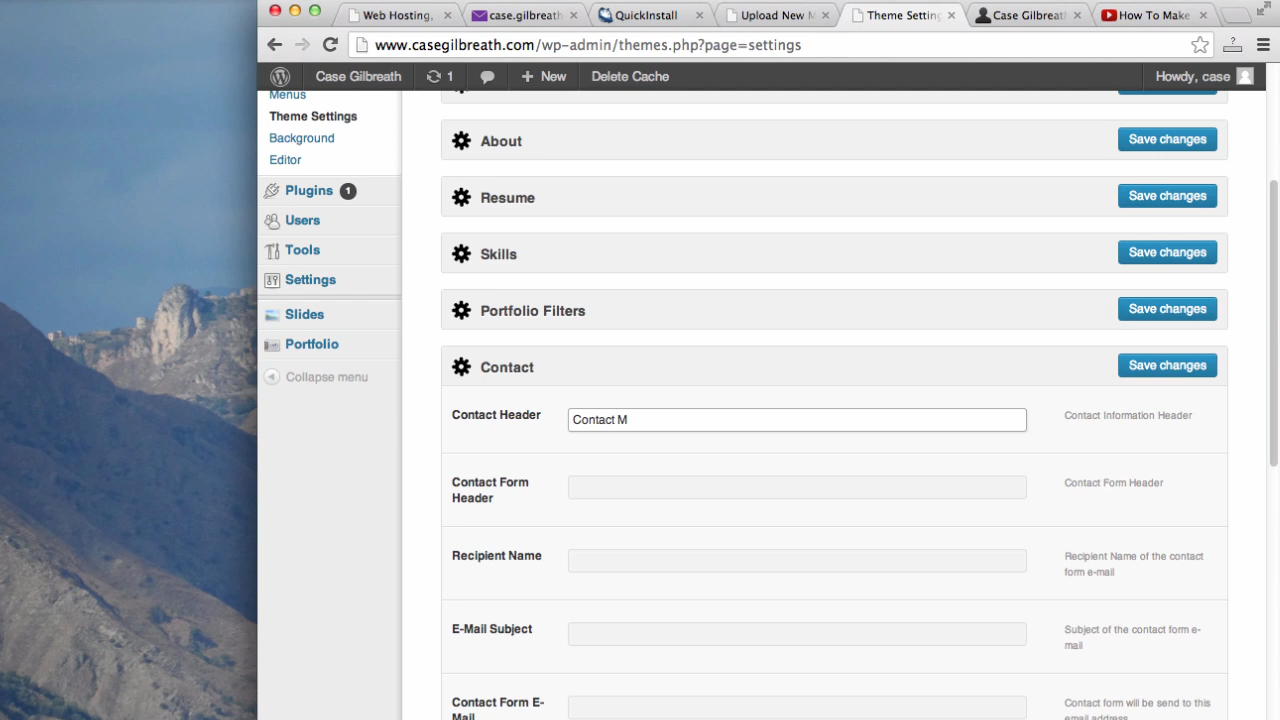 Web Hosting,
case.gilbreath
QuickInstall
Upload New M
Theme Setting
Case Gilbreat
How To Make
www.casegilbreath.com/wp-admin/themes.php?page=settings
Case Gilbreath
1
New
Delete Cache
Howdy, case
Menus
Theme Settings
Background
Editor
Plugins 1
Users
Tools
Settings
Slides
Portfolio
Collapse menu
About
Save changes
Resume
Save changes
Skills
Save changes
Portfolio Filters
Save changes
Contact
Save changes
Contact Header
Contact M
Contact Information Header
Contact Form
Header
Contact Form Header
Recipient Name
Recipient Name of the contact
form e-mail
E-Mail Subject
Subject of the contact form e-
mail
Contact Form E-
Mail
Contact form will be sent to this
email address